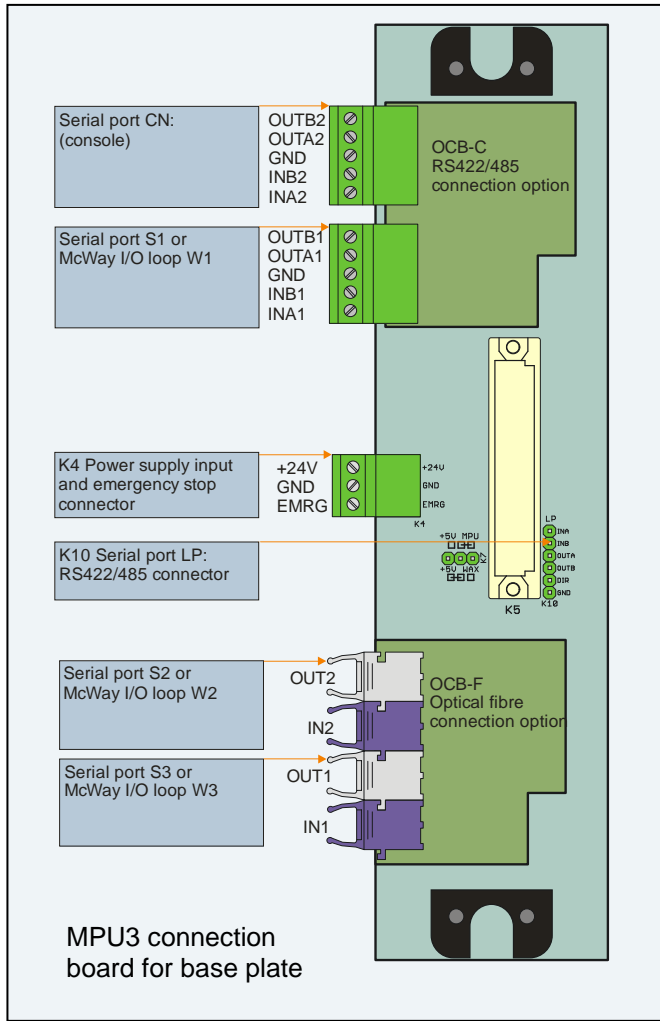 Serial port CN:
(console)
OUTB2
OUTA2
GND
INB2
INA2
OCB-C
RS422/485
connection option
Serial port S1 or
McWay I/O loop W1
OUTB1
OUTA1
GND
INB1
INA1
K4 Power supply input
and emergency stop
connector
+24V
GND
EMRG
+24V
GND
EMRG
K4
K10 Serial port LP:
RS422/485 connector
+5V MPU
K7
+5V WAX
K5
LP
INA
INB
OUTA
OUTB
DIR
GND
K10
Serial port S2 or
McWay I/O loop W2
OUT2
IN2
OCB-F
Optical fibre
connection option
Serial port S3 or
McWay I/O loop W3
OUT1
IN1
MPU3 connection
board for base plate